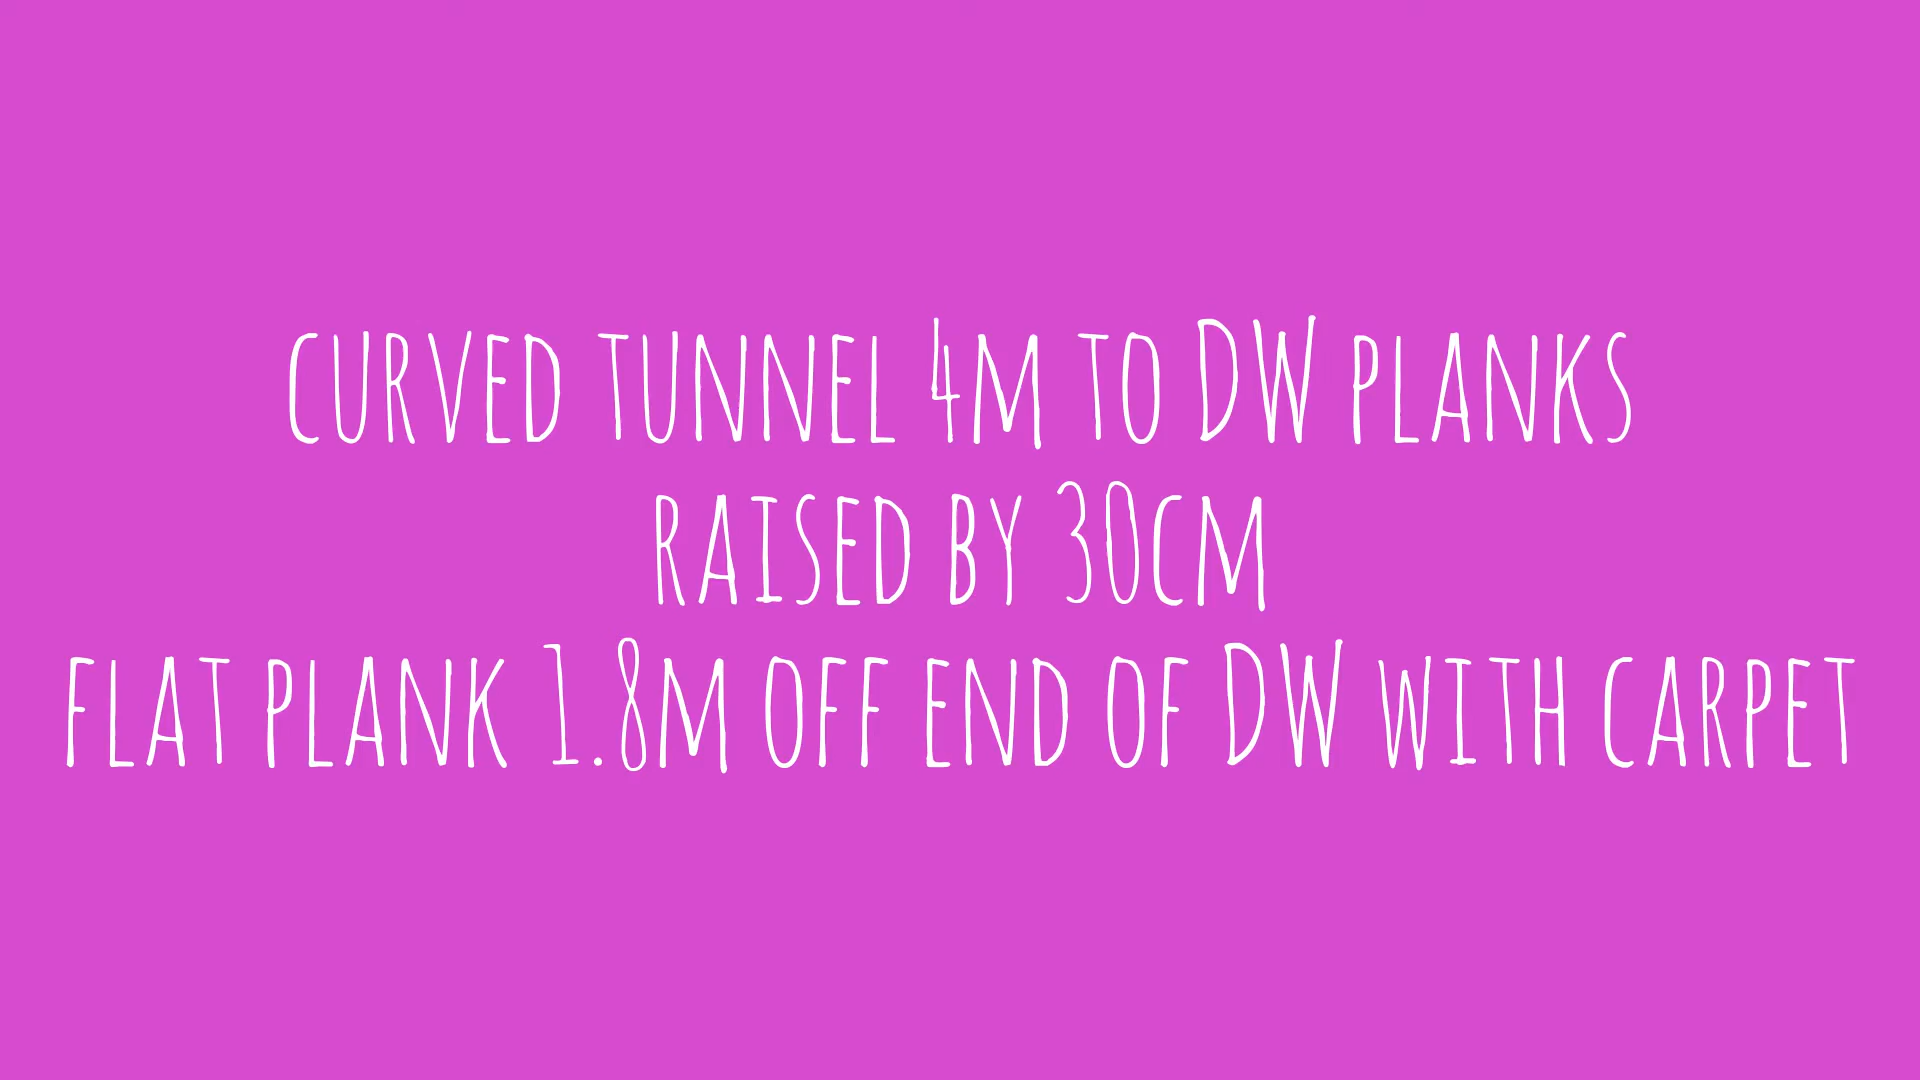 CURVED TUNNEL 4M TO DW PLANKS
RAISED BY 30CM
FLAT PLANK 1.8M OFF END OF DW WITH CARPET